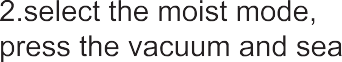 2.select the moist mode,
press the vacuum and sea